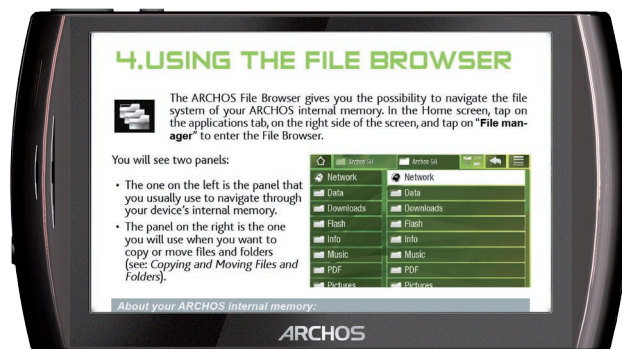 4.USING THE FILE BROWSER
The ARCHOS File Browser gives you the possibility to navigate the file
system of your ARCHOS internal memory. In the Home screen, tap on
the applications tab, on the right side of the screen, and tap on "File man-
ager" to enter the File Browser.
You will see two panels:
• The one on the left is the panel that
you usually use to navigate through
your device's internal memory.
• The panel on the right is the one
you will use when you want to
copy or move files and folders
(see: Copying and Moving Files and
Folders).
Archos 5H Archos 5H
Network Network
Data Data
Downloads Downloads
Flash Flash
Info Info
Music Music
PDF PDF
Pictures Pictures
About your ARCHOS internal memory:
ARCHOS